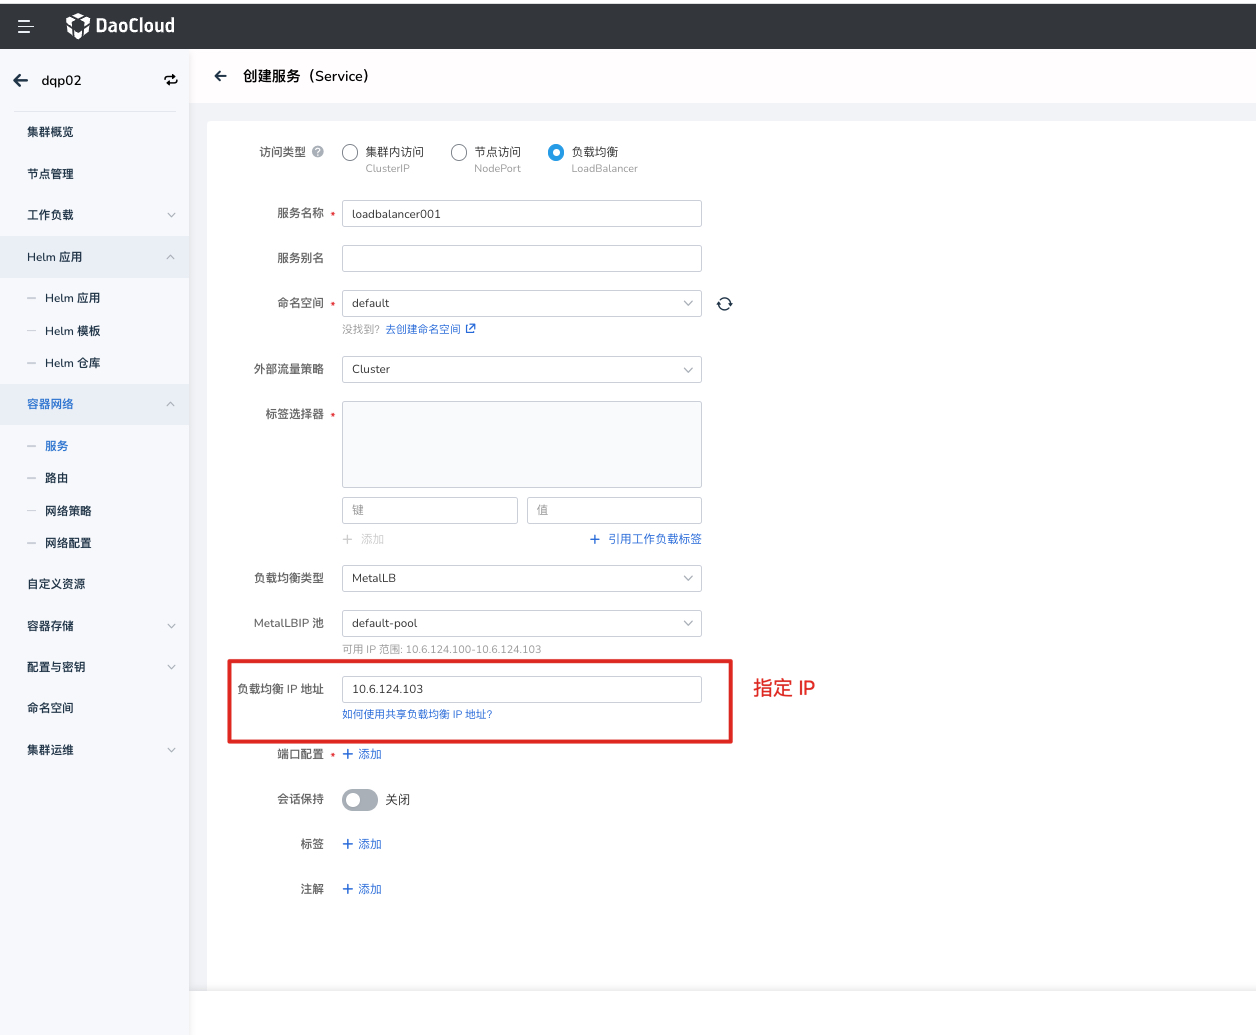 DaoCloud
dqp02
创建服务（Service）
集群概览
节点管理
工作负载
Helm 应用
Helm 应用
Helm 模板
Helm 仓库
容器网络
服务
路由
网络策略
网络配置
自定义资源
容器存储
配置与密钥
命名空间
集群运维
访问类型 ?
集群内访问 节点访问 负载均衡
ClusterIP NodePort LoadBalancer
服务名称 * loadbalancer001
服务别名
命名空间 * default
没找到? 去创建命名空间
外部流量策略 Cluster
标签选择器 *
键 值
+ 添加 + 引用工作负载标签
负载均衡类型 MetalLB
MetalLBIP 池 default-pool
可用 IP 范围: 10.6.124.100-10.6.124.103
负载均衡 IP 地址 10.6.124.103 指定 IP
如何使用共享负载均衡 IP 地址?
端口配置 * + 添加
会话保持 关闭
标签 + 添加
注解 + 添加